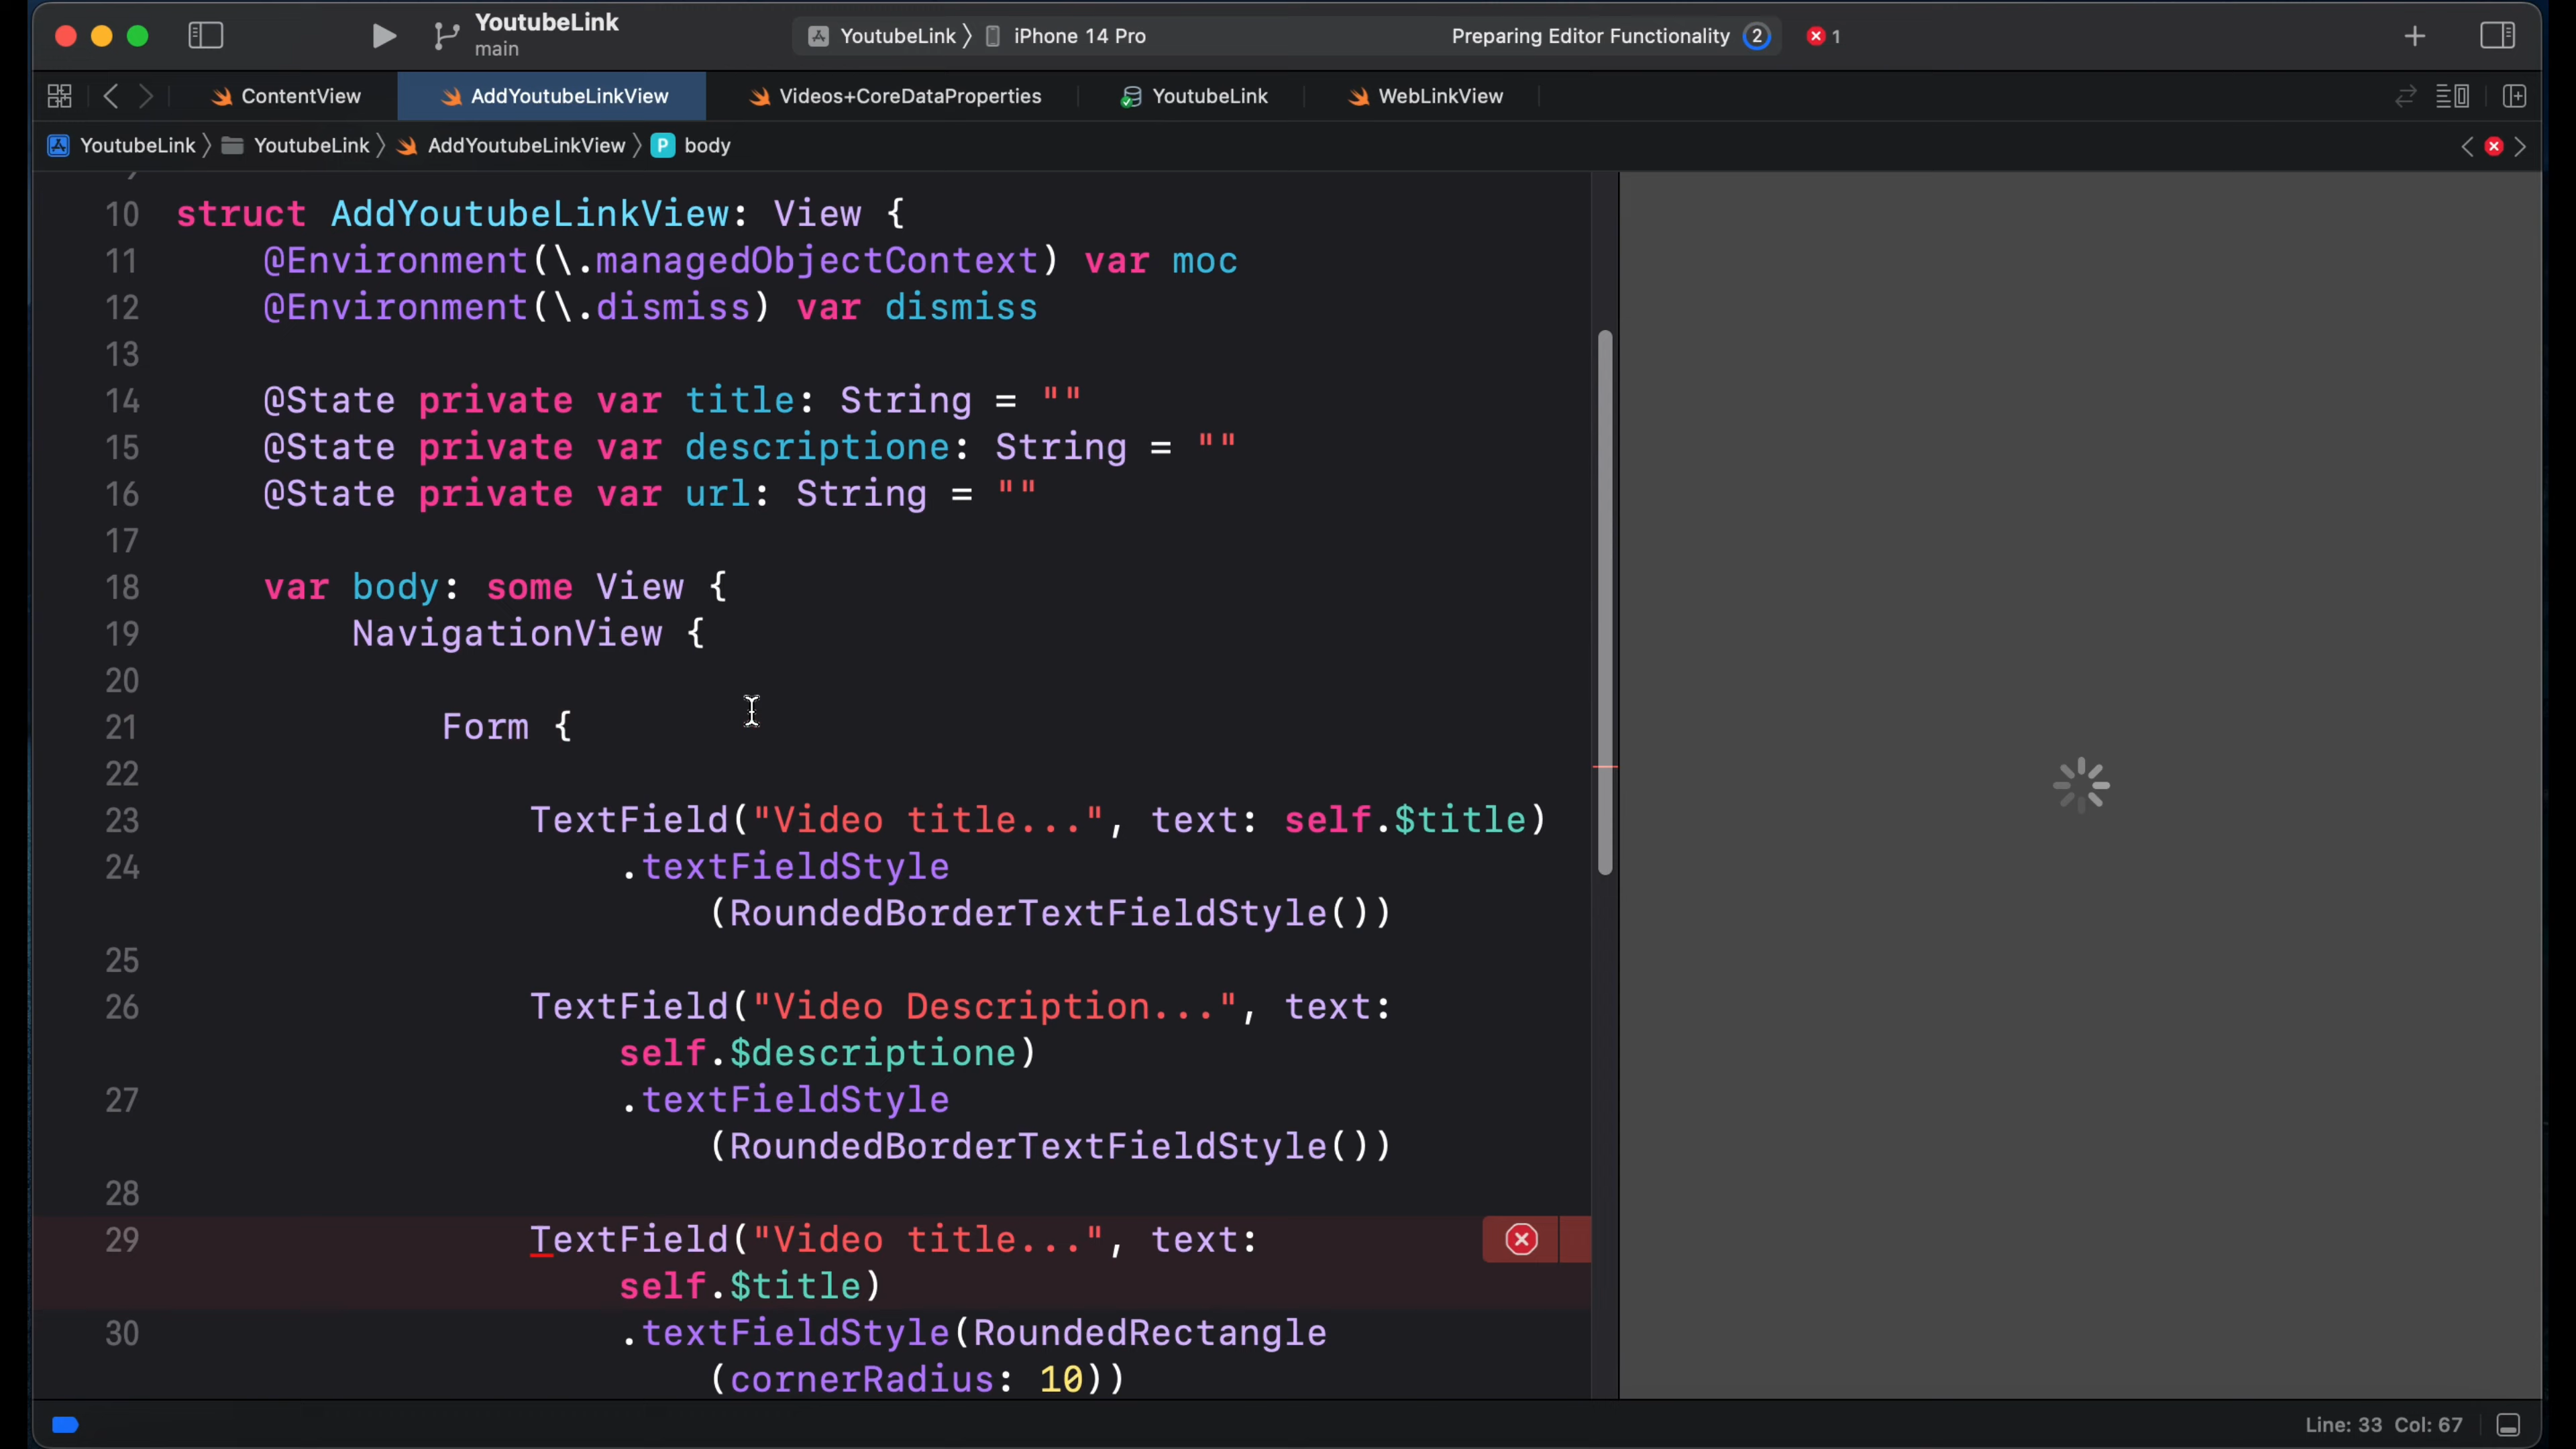 YoutubeLink
main
YoutubeLink 〉 iPhone 14 Pro
Preparing Editor Functionality 2
1
ContentView
AddYoutubeLinkView
Videos+CoreDataProperties
YoutubeLink
WebLinkView
YoutubeLink 〉 YoutubeLink 〉 AddYoutubeLinkView 〉 P body
10 struct AddYoutubeLinkView: View {
11 @Environment(\.managedObjectContext) var moc
12 @Environment(\.dismiss) var dismiss
13
14 @State private var title: String = ""
15 @State private var descriptione: String = ""
16 @State private var url: String = ""
17
18 var body: some View {
19 NavigationView {
20
21 Form {
22
23 TextField("Video title...", text: self.$title)
24 .textFieldStyle
(RoundedBorderTextFieldStyle())
25
26 TextField("Video Description...", text:
self.$descriptione)
27 .textFieldStyle
(RoundedBorderTextFieldStyle())
28
29 TextField("Video title...", text:
self.$title)
30 .textFieldStyle(RoundedRectangle
(cornerRadius: 10))
Line: 33 Col: 67